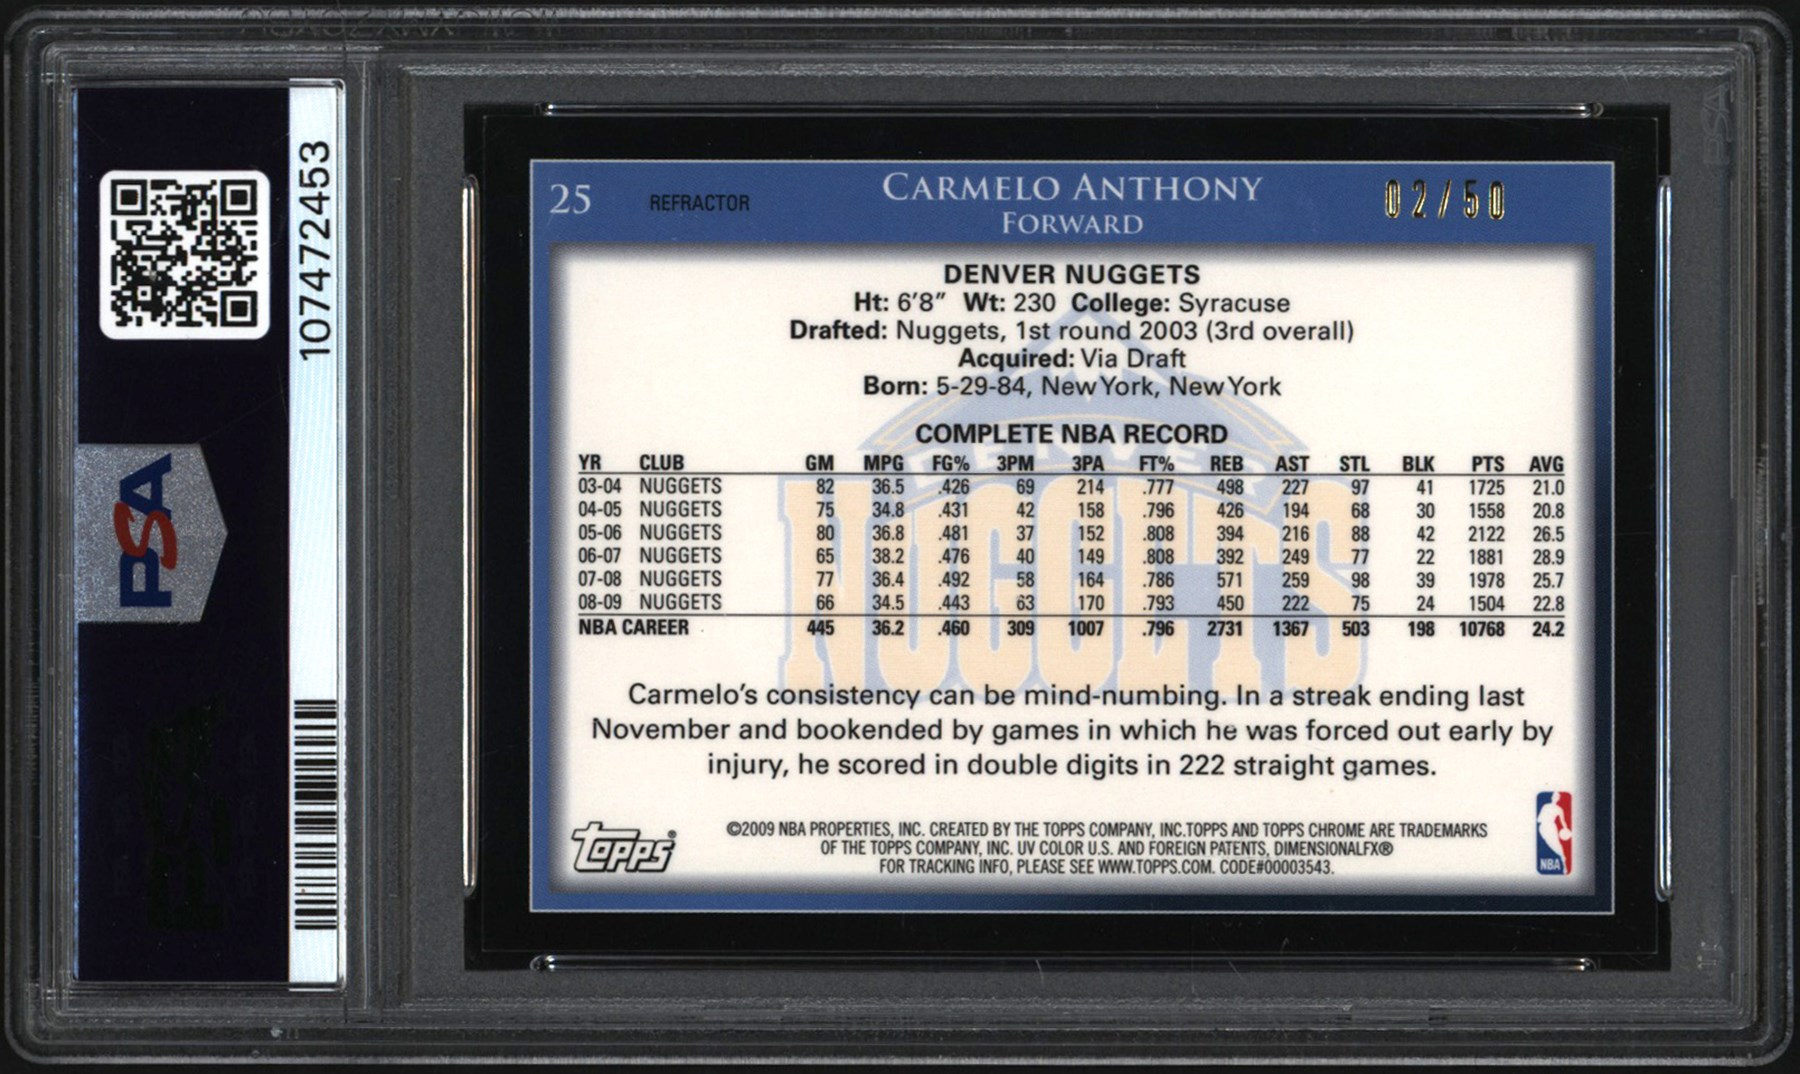 107472453
PSA
25 REFRACTOR CARMELO ANTHONY 02/50
FORWARD
DENVER NUGGETS
Ht: 6'8" Wt: 230 College: Syracuse
Drafted: Nuggets, 1st round 2003 (3rd overall)
Acquired: Via Draft
Born: 5-29-84, New York, New York
COMPLETE NBA RECORD
YR CLUB GM MPG FG% 3PM 3PA FT% REB AST STL BLK PTS AVG
03-04 NUGGETS 82 36.5 .426 69 214 .777 498 227 97 41 1725 21.0
04-05 NUGGETS 75 34.8 .431 42 158 .796 426 194 68 30 1558 20.8
05-06 NUGGETS 80 36.8 .481 37 152 .808 394 216 88 42 2122 26.5
06-07 NUGGETS 65 38.2 .476 40 149 .808 392 249 77 22 1881 28.9
07-08 NUGGETS 77 36.4 .492 58 164 .786 571 259 98 39 1978 25.7
08-09 NUGGETS 66 34.5 .443 63 170 .793 450 222 75 24 1504 22.8
NBA CAREER 445 36.2 .460 309 1007 .796 2731 1367 503 198 10768 24.2
DENVER
NUGGETS
Carmelo's consistency can be mind-numbing. In a streak ending last
November and bookended by games in which he was forced out early by
injury, he scored in double digits in 222 straight games.
Topps®
©2009 NBA PROPERTIES, INC. CREATED BY THE TOPPS COMPANY, INC.TOPPS AND TOPPS CHROME ARE TRADEMARKS
OF THE TOPPS COMPANY, INC. UV COLOR U.S. AND FOREIGN PATENTS, DIMENSIONALFX®
FOR TRACKING INFO, PLEASE SEE WWW.TOPPS.COM. CODE#00003543.
NBA
PSA